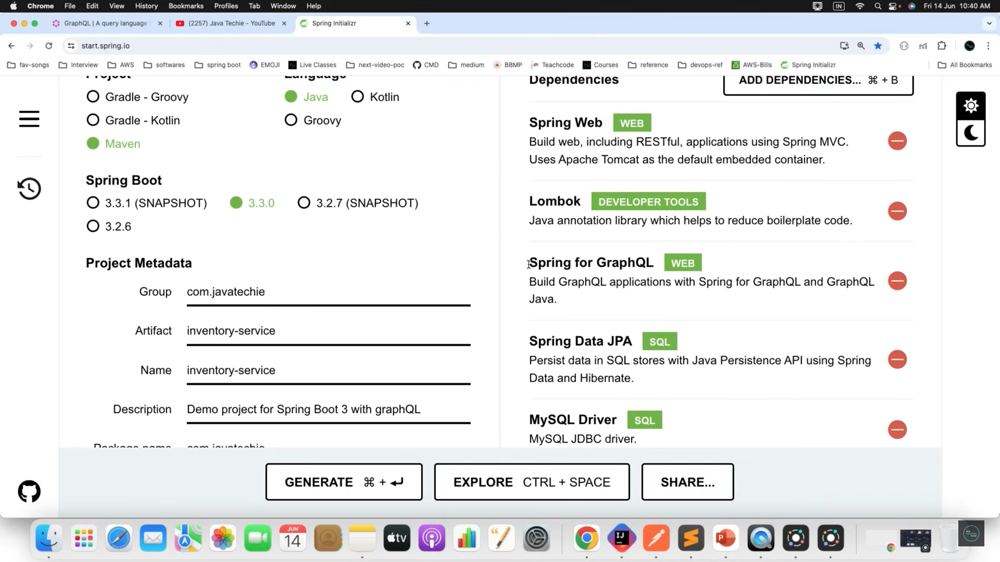 Chrome File Edit View History Bookmarks Profiles Tab Window Help IN Fri 14 Jun 10:40 AM
GraphQL | A query language (2257) Java Techie - YouTube Spring Initializr
start.spring.io
fav-songs Interview AWS softwares spring boot EMOJI Live Classes next-video-poc CMD medium BBMP Teachcode Courses reference devops-ref AWS-Bills Spring Initializr All Bookmarks
Project Language
Gradle - Groovy Java Kotlin
Gradle - Kotlin Groovy
Maven
Spring Boot
3.3.1 (SNAPSHOT) 3.3.0 3.2.7 (SNAPSHOT)
3.2.6
Project Metadata
Group com.javatechie
Artifact inventory-service
Name inventory-service
Description Demo project for Spring Boot 3 with graphQL
Package name com.javatechie
Dependencies ADD DEPENDENCIES... ⌘ + B
Spring Web WEB
Build web, including RESTful, applications using Spring MVC.
Uses Apache Tomcat as the default embedded container.
Lombok DEVELOPER TOOLS
Java annotation library which helps to reduce boilerplate code.
Spring for GraphQL WEB
Build GraphQL applications with Spring for GraphQL and GraphQL
Java.
Spring Data JPA SQL
Persist data in SQL stores with Java Persistence API using Spring
Data and Hibernate.
MySQL Driver SQL
MySQL JDBC driver.
GENERATE ⌘ + ↵ EXPLORE CTRL + SPACE SHARE...
JUN
14
tv
IJ
P